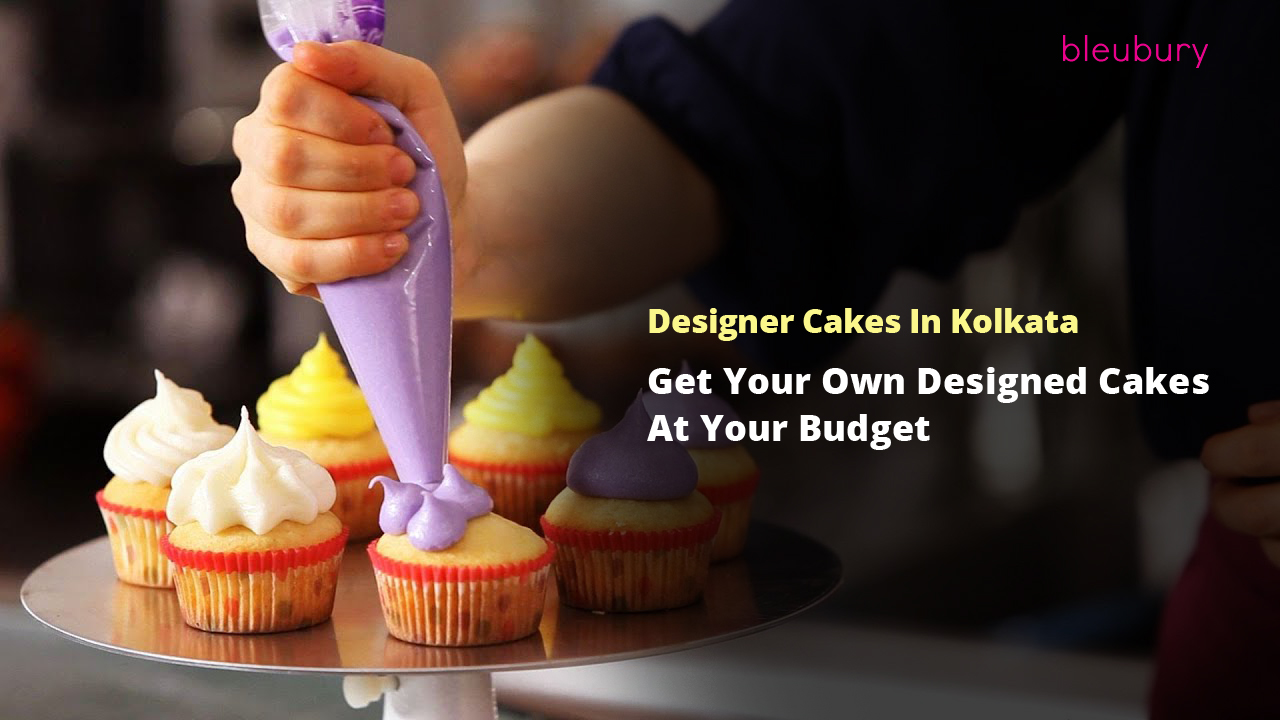 bleubury
Designer Cakes In Kolkata
Get Your Own Designed Cakes
At Your Budget